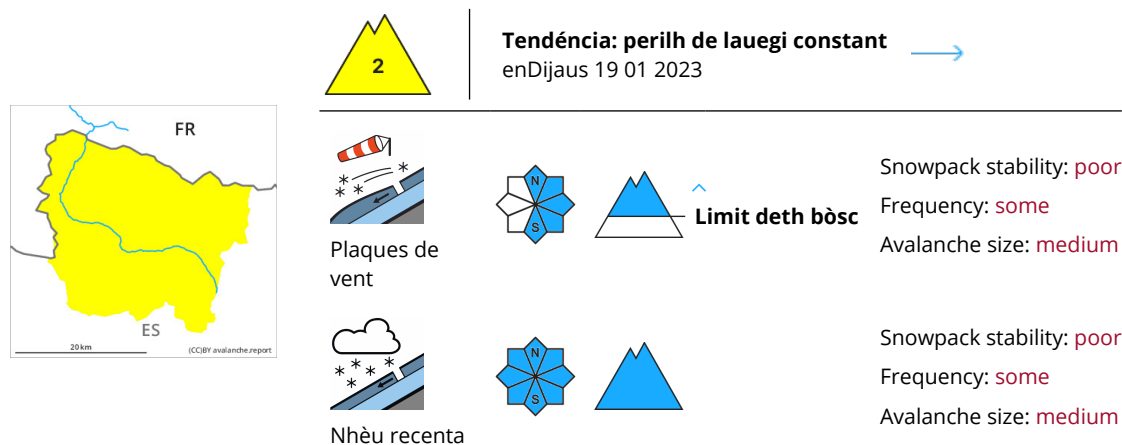 2
Tendéncia: perilh de lauegi constant
enDijaus 19 01 2023
FR
ES
20 km
(CC)BY avalanche.report
N
S
Limit deth bòsc
Plaques de
vent
Snowpack stability: poor
Frequency: some
Avalanche size: medium
N
S
Nhèu recenta
Snowpack stability: poor
Frequency: some
Avalanche size: medium